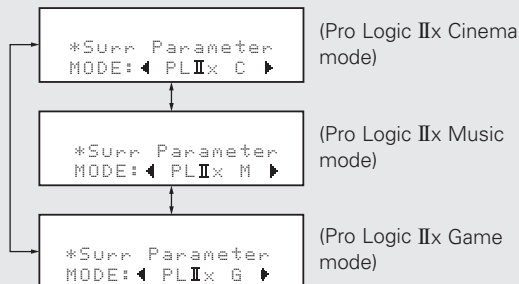 *Surr Parameter
MODE:◀ PLⅡx C ▶
(Pro Logic Ⅱx Cinema
mode)
*Surr Parameter
MODE:◀ PLⅡx M ▶
(Pro Logic Ⅱx Music
mode)
*Surr Parameter
MODE:◀ PLⅡx G ▶
(Pro Logic Ⅱx Game
mode)